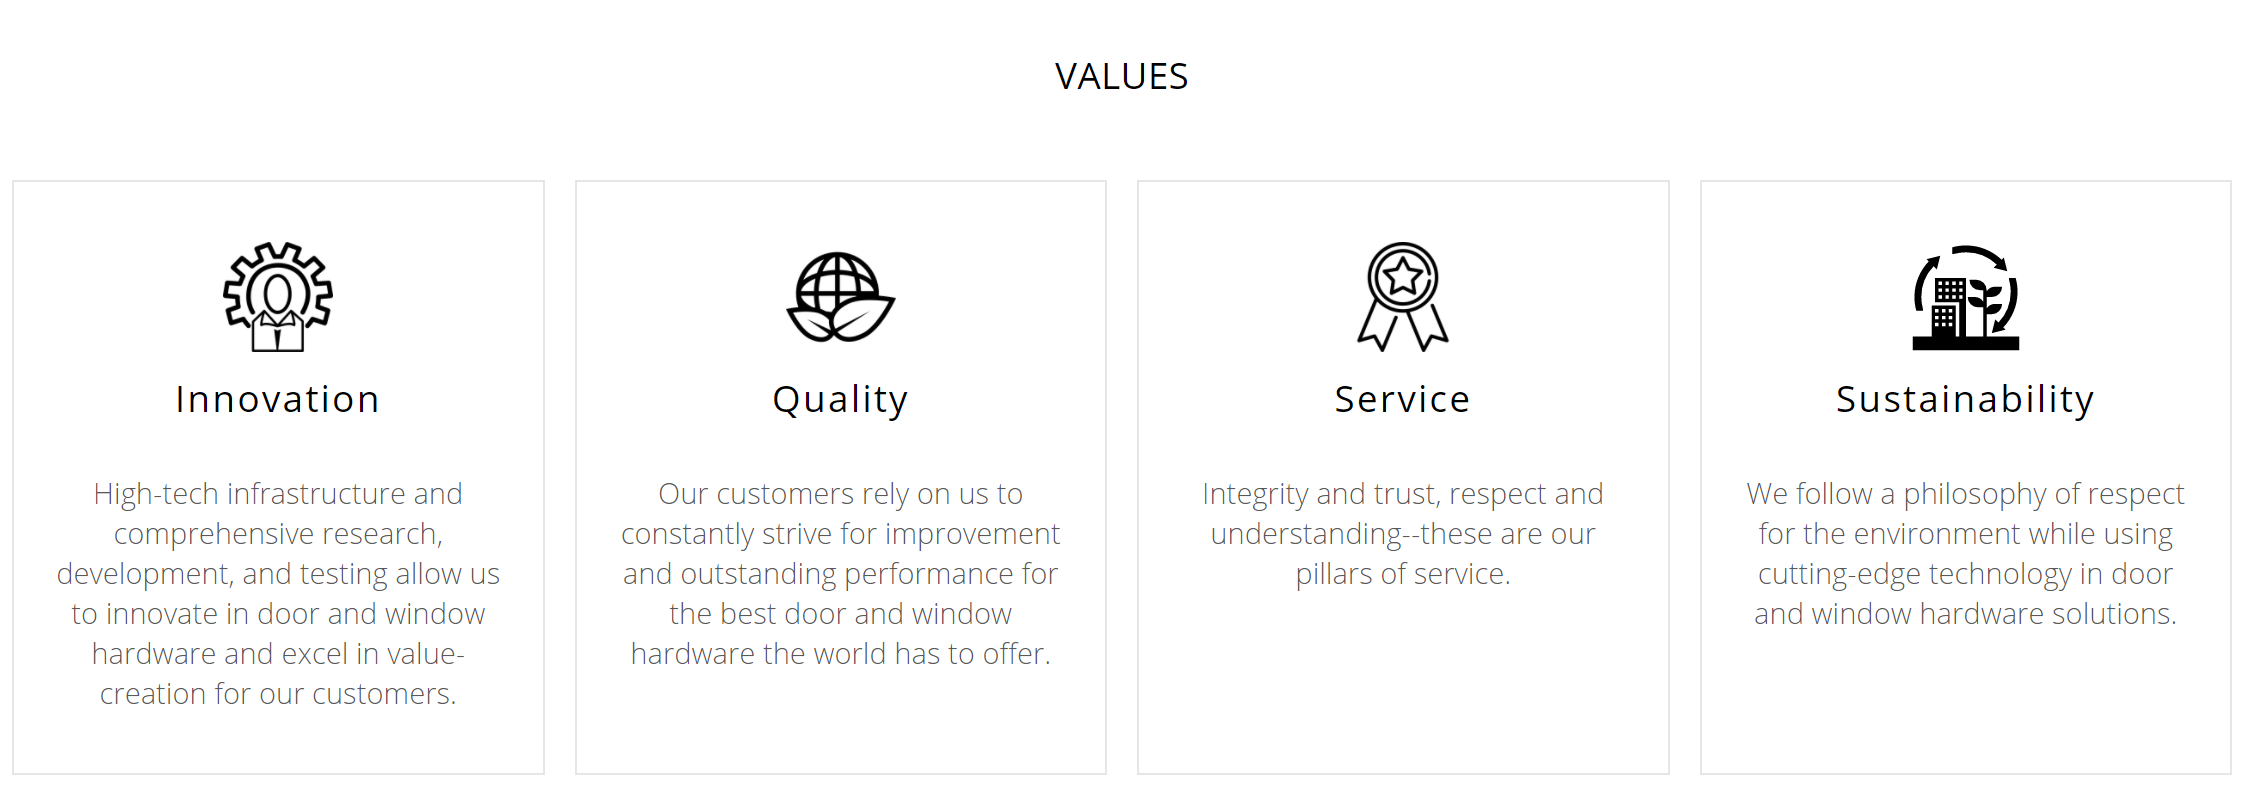 VALUES
Innovation
High-tech infrastructure and
comprehensive research,
development, and testing allow us
to innovate in door and window
hardware and excel in value-
creation for our customers.
Quality
Our customers rely on us to
constantly strive for improvement
and outstanding performance for
the best door and window
hardware the world has to offer.
Service
Integrity and trust, respect and
understanding--these are our
pillars of service.
Sustainability
We follow a philosophy of respect
for the environment while using
cutting-edge technology in door
and window hardware solutions.